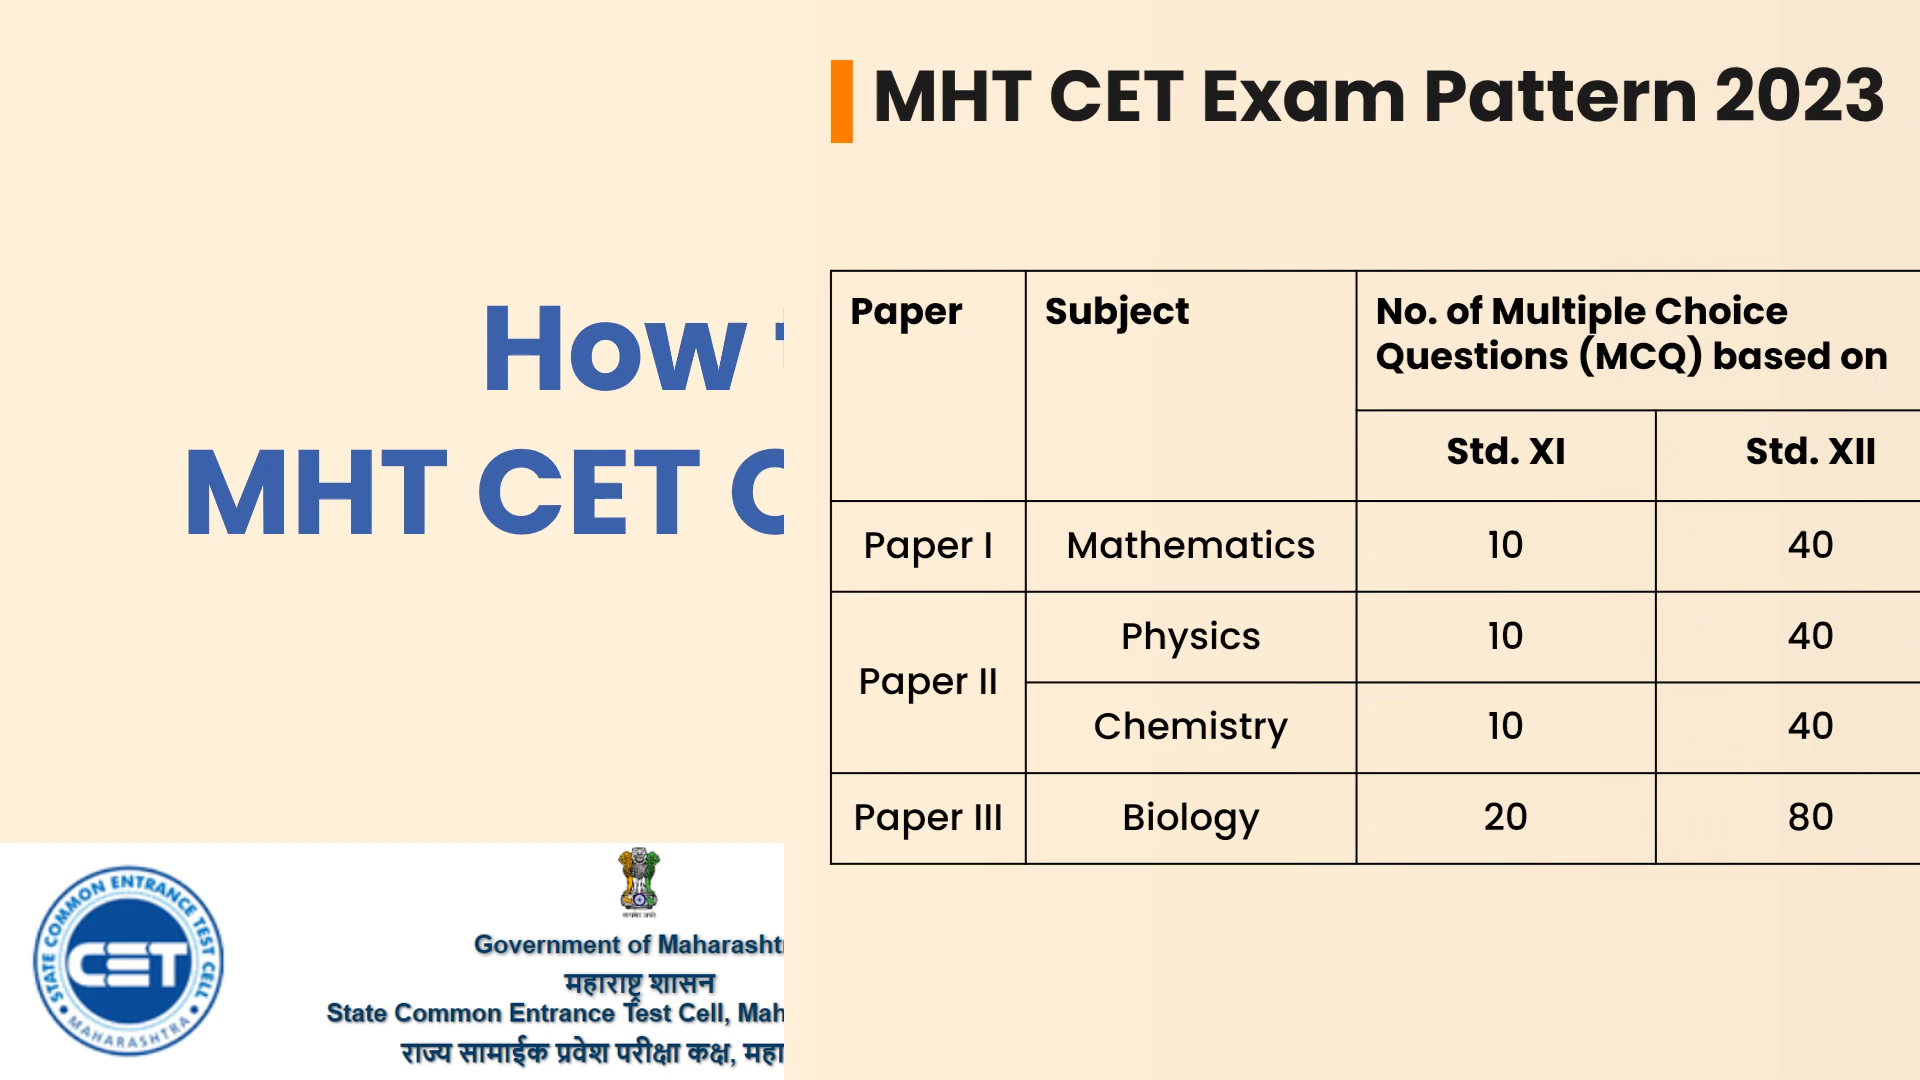 How
MHT CET
MHT CET Exam Pattern 2023
Paper
Subject
No. of Multiple Choice
Questions (MCQ) based on
Std. XI
Std. XII
Paper I
Mathematics
10
40
Paper II
Physics
10
40
Chemistry
10
40
Paper III
Biology
20
80
STATE COMMON ENTRANCE TEST CELL
CET
MAHARASHTRA
सत्यमेव जयते
Government of
महाराष्ट्र शासन
State Common Entrance Test Cell,
राज्य सामाईक प्रवेश परीक्षा कक्ष,